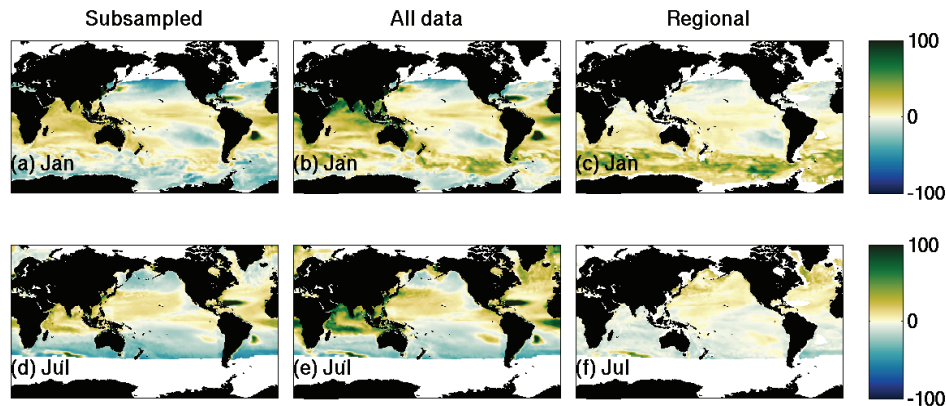 Subsampled All data Regional
100
0
-100
(a) Jan (b) Jan (c) Jan
100
0
-100
(d) Jul (e) Jul (f) Jul